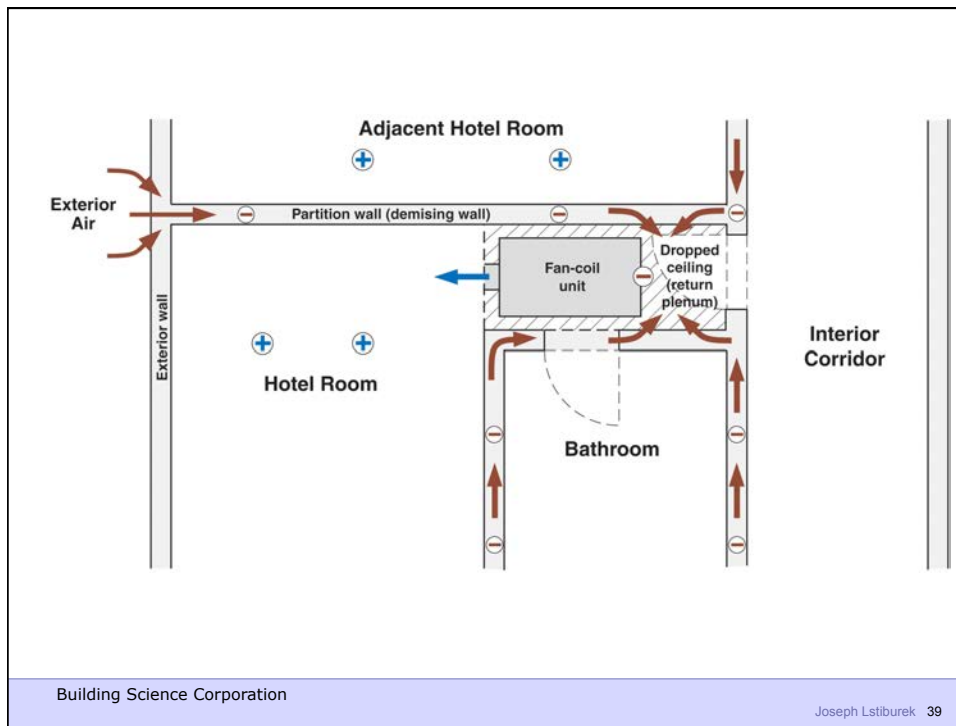 Adjacent Hotel Room
Exterior
Air
Partition wall (demising wall)
Fan-coil
unit
Dropped
ceiling
(return
plenum)
Exterior wall
Interior
Corridor
Hotel Room
Bathroom
Building Science Corporation
Joseph Lstiburek 39